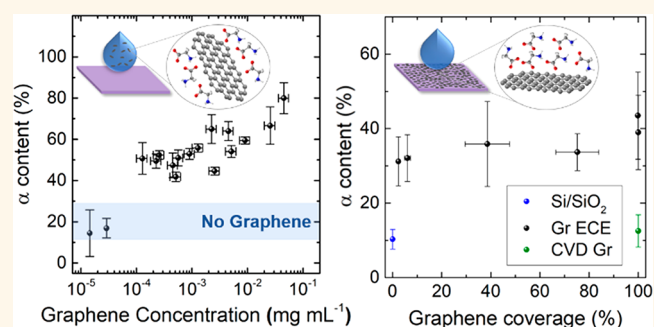 α content (%)
100
80
60
40
20
0
No Graphene
10⁻⁵ 10⁻⁴ 10⁻³ 10⁻² 10⁻¹
Graphene Concentration (mg mL⁻¹)
α content (%)
60
40
20
0
Si/SiO₂
Gr ECE
CVD Gr
0 20 40 60 80 100
Graphene coverage (%)